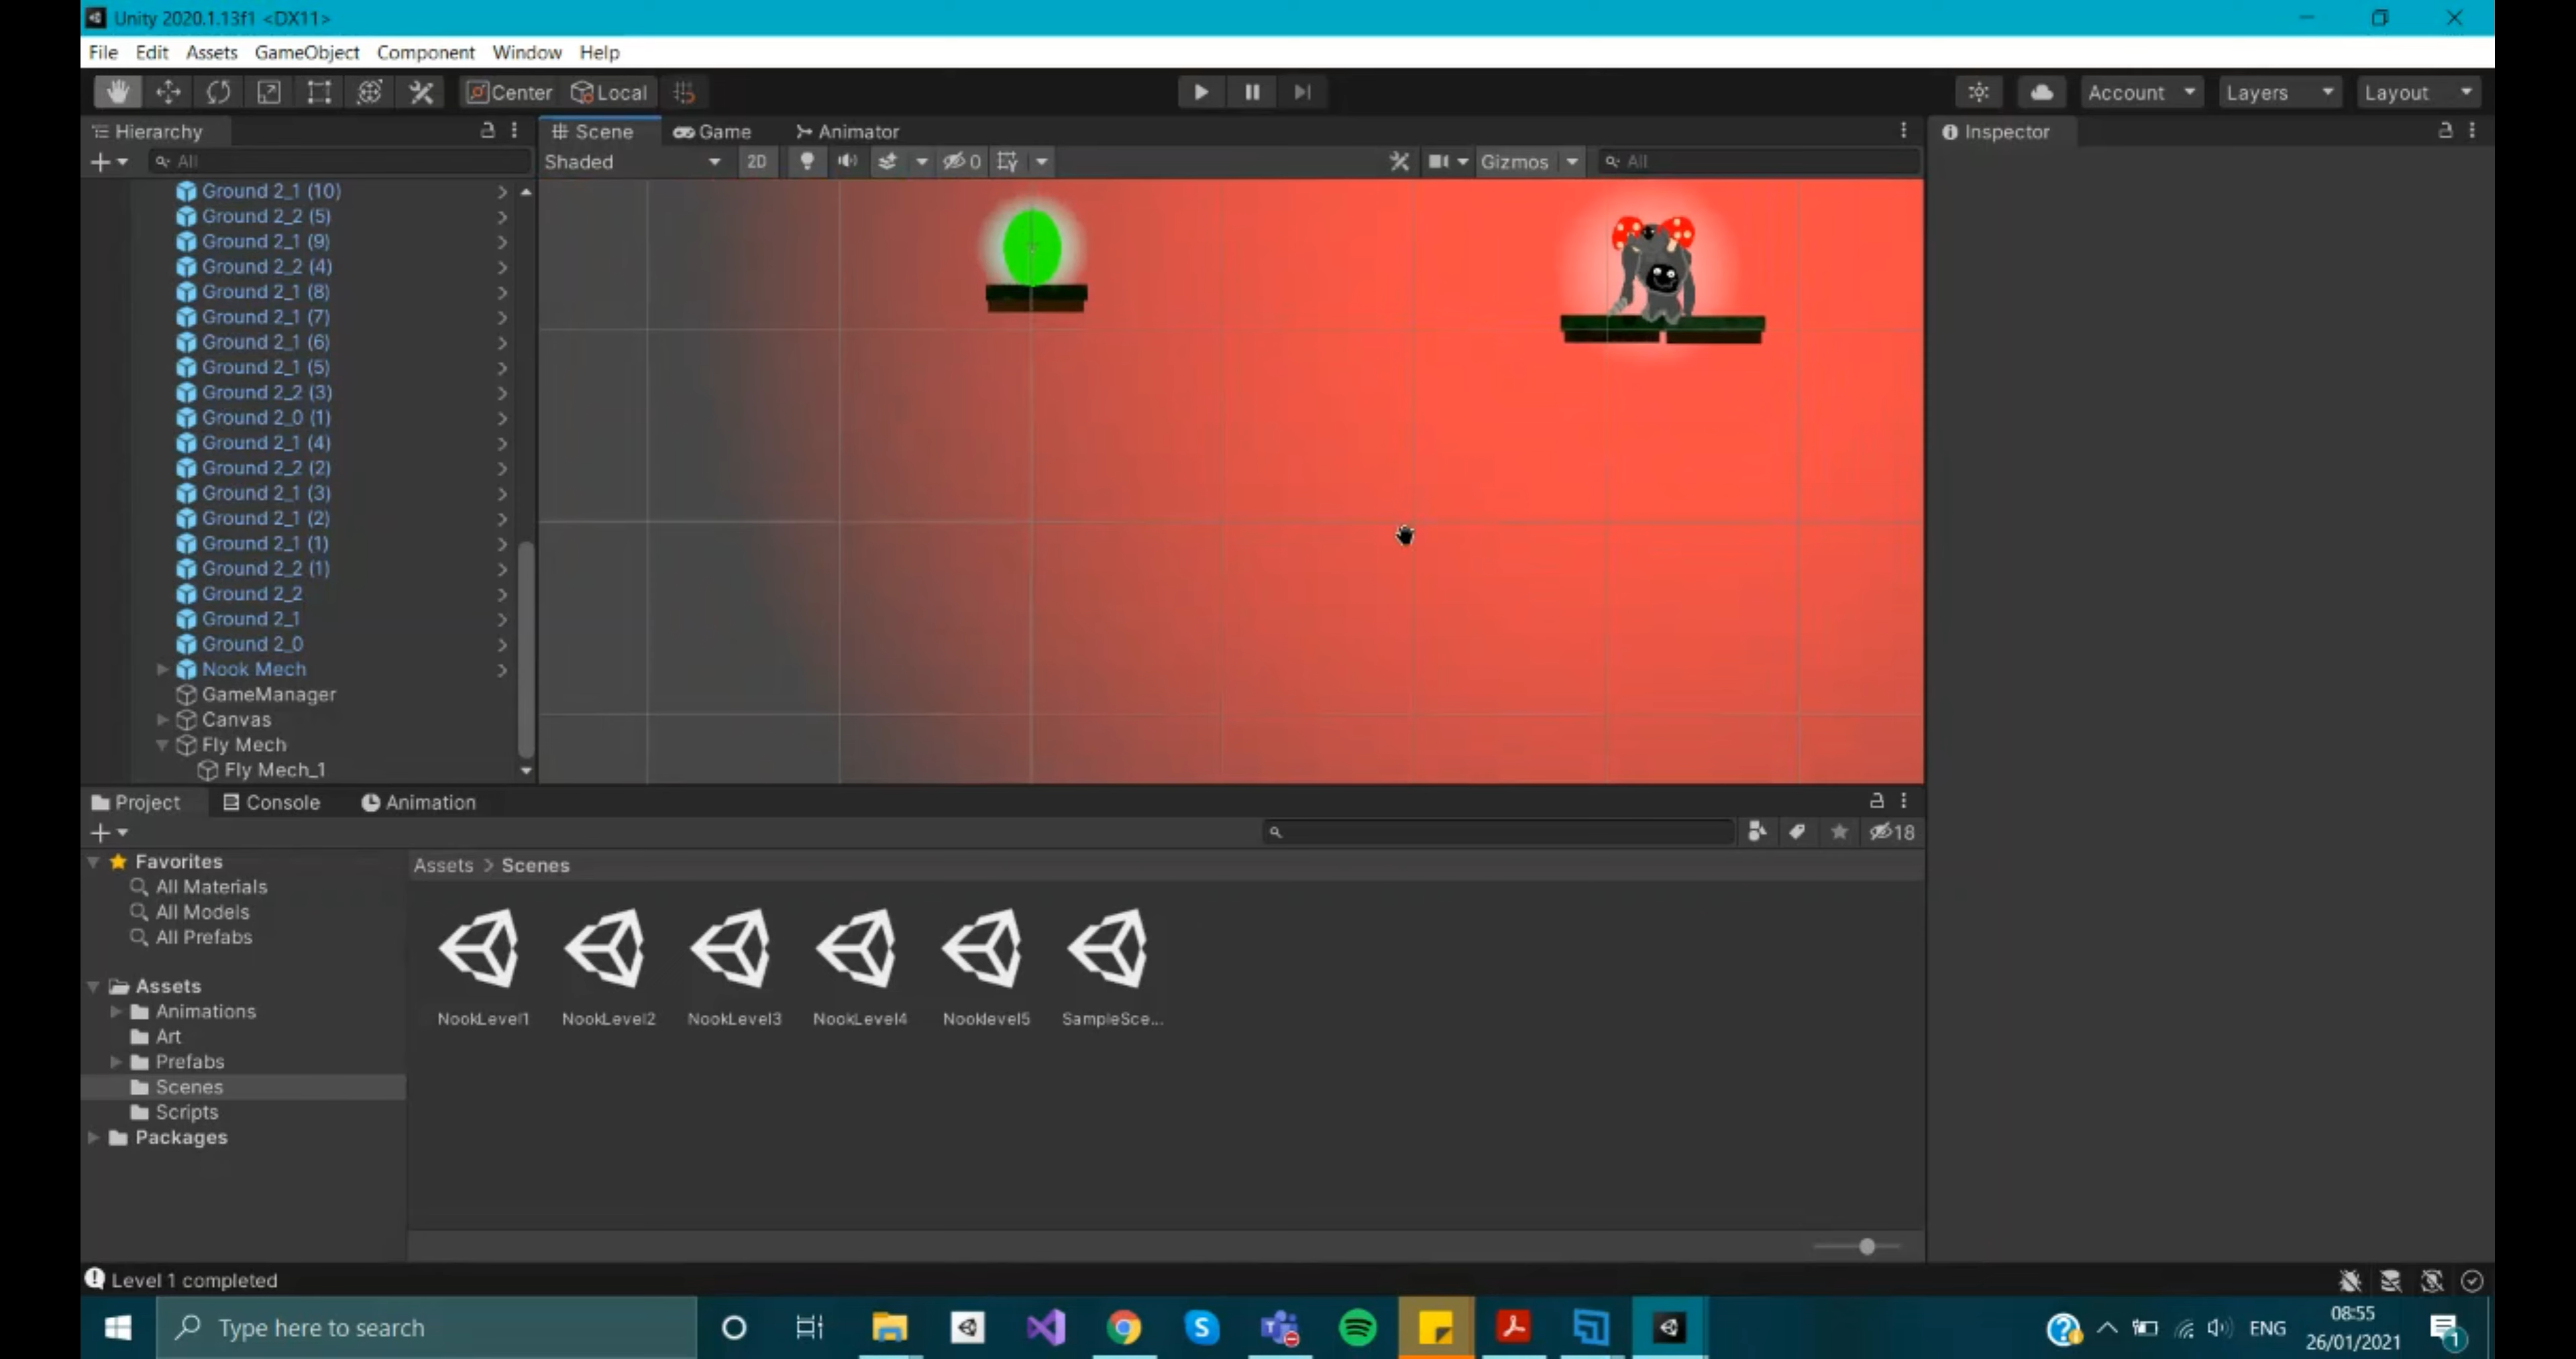 Unity 2020.1.13f1 <DX11>
File Edit Assets GameObject Component Window Help
Center Local Account Layers Layout
Hierarchy
All
Scene Game Animator
Shaded 2D 0 Gizmos All
Inspector
Ground 2_1 (10)
Ground 2_2 (5)
Ground 2_1 (9)
Ground 2_2 (4)
Ground 2_1 (8)
Ground 2_1 (7)
Ground 2_1 (6)
Ground 2_1 (5)
Ground 2_2 (3)
Ground 2_0 (1)
Ground 2_1 (4)
Ground 2_2 (2)
Ground 2_1 (3)
Ground 2_1 (2)
Ground 2_1 (1)
Ground 2_2 (1)
Ground 2_2
Ground 2_1
Ground 2_0
Nook Mech
GameManager
Canvas
Fly Mech
Fly Mech_1
Project Console Animation
18
Favorites
All Materials
All Models
All Prefabs
Assets
Animations
Art
Prefabs
Scenes
Scripts
Packages
Assets > Scenes
NookLevel1 NookLevel2 NookLevel3 NookLevel4 Nooklevel5 SampleSce...
Level 1 completed
Type here to search
ENG
08:55
26/01/2021
1